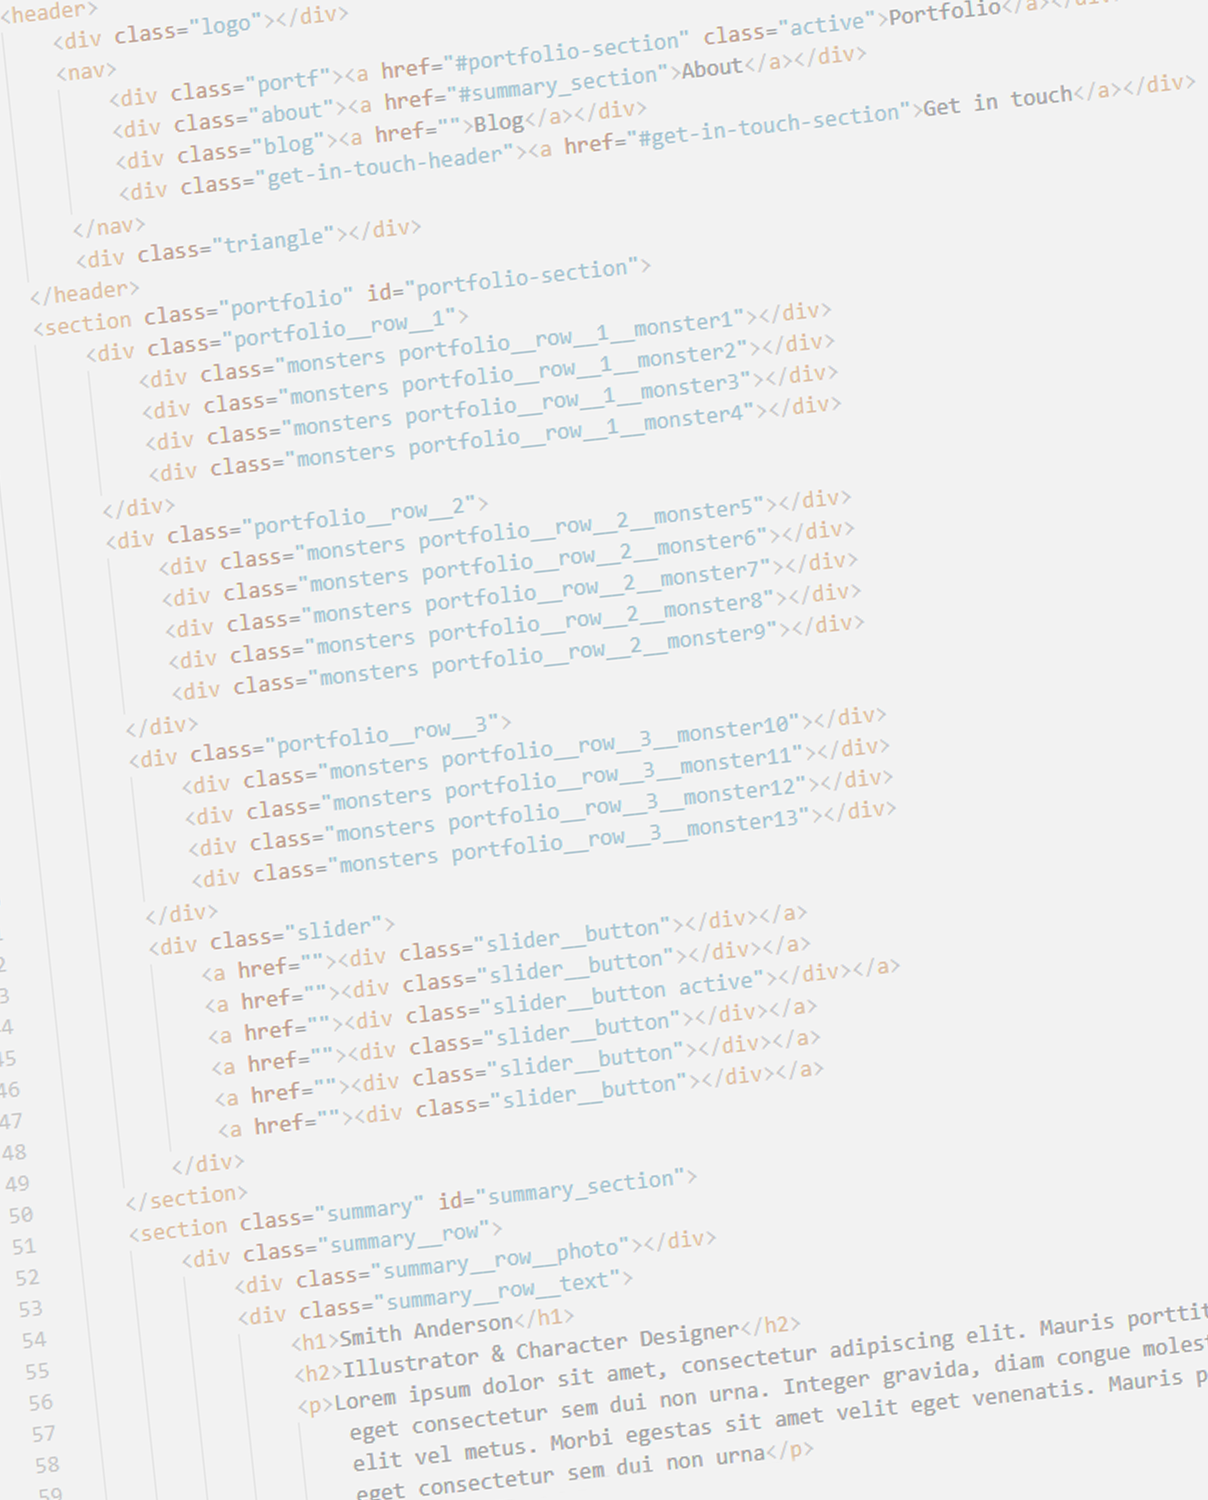 <header>
<div class="logo"></div>
<nav>
<div class="portf"><a href="#portfolio-section" class="active">Portfolio</a></div>
<div class="about"><a href="#summary_section">About</a></div>
<div class="blog"><a href="">Blog</a></div>
<div class="get-in-touch-header"><a href="#get-in-touch-section">Get in touch</a></div>
</nav>
<div class="triangle"></div>
</header>
<section class="portfolio" id="portfolio-section">
<div class="portfolio__row__1">
<div class="monsters portfolio__row__1__monster1"></div>
<div class="monsters portfolio__row__1__monster2"></div>
<div class="monsters portfolio__row__1__monster3"></div>
<div class="monsters portfolio__row__1__monster4"></div>
</div>
<div class="portfolio__row__2">
<div class="monsters portfolio__row__2__monster5"></div>
<div class="monsters portfolio__row__2__monster6"></div>
<div class="monsters portfolio__row__2__monster7"></div>
<div class="monsters portfolio__row__2__monster8"></div>
<div class="monsters portfolio__row__2__monster9"></div>
</div>
<div class="portfolio__row__3">
<div class="monsters portfolio__row__3__monster10"></div>
<div class="monsters portfolio__row__3__monster11"></div>
<div class="monsters portfolio__row__3__monster12"></div>
<div class="monsters portfolio__row__3__monster13"></div>
</div>
<div class="slider">
2 <a href=""><div class="slider__button"></div></a>
3 <a href=""><div class="slider__button"></div></a>
44 <a href=""><div class="slider__button active"></div></a>
45 <a href=""><div class="slider__button"></div></a>
46 <a href=""><div class="slider__button"></div></a>
47 <a href=""><div class="slider__button"></div></a>
48 </div>
49 </section>
50 <section class="summary" id="summary_section">
51 <div class="summary__row">
52 <div class="summary__row__photo"></div>
53 <div class="summary__row__text">
54 <h1>Smith Anderson</h1>
55 <h2>Illustrator & Character Designer</h2>
56 <p>Lorem ipsum dolor sit amet, consectetur adipiscing elit. Mauris
57 eget consectetur sem dui non urna. Integer gravida, diam congue
58 elit vel metus. Morbi egestas sit amet velit eget venenatis. Mauris
59 eget consectetur sem dui non urna</p>